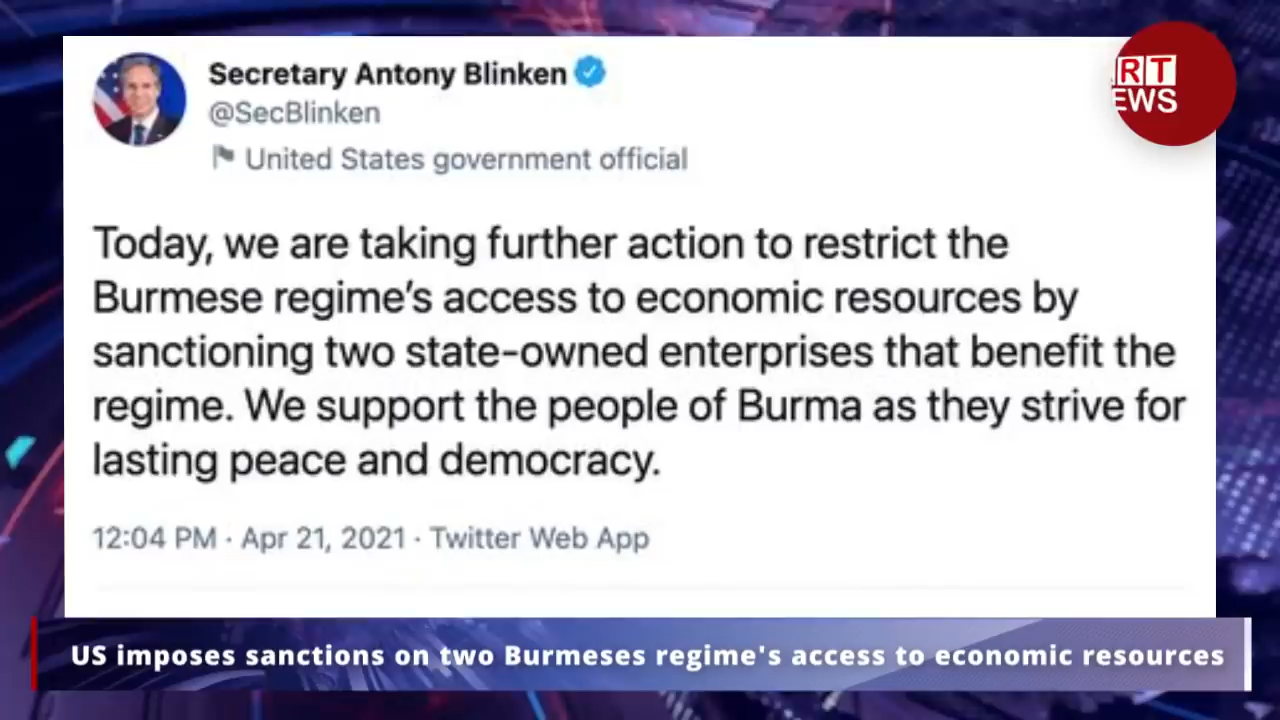 Secretary Antony Blinken
@SecBlinken
United States government official
RT
EWS
Today, we are taking further action to restrict the
Burmese regime's access to economic resources by
sanctioning two state-owned enterprises that benefit the
regime. We support the people of Burma as they strive for
lasting peace and democracy.
12:04 PM · Apr 21, 2021 · Twitter Web App
US imposes sanctions on two Burmeses regime's access to economic resources